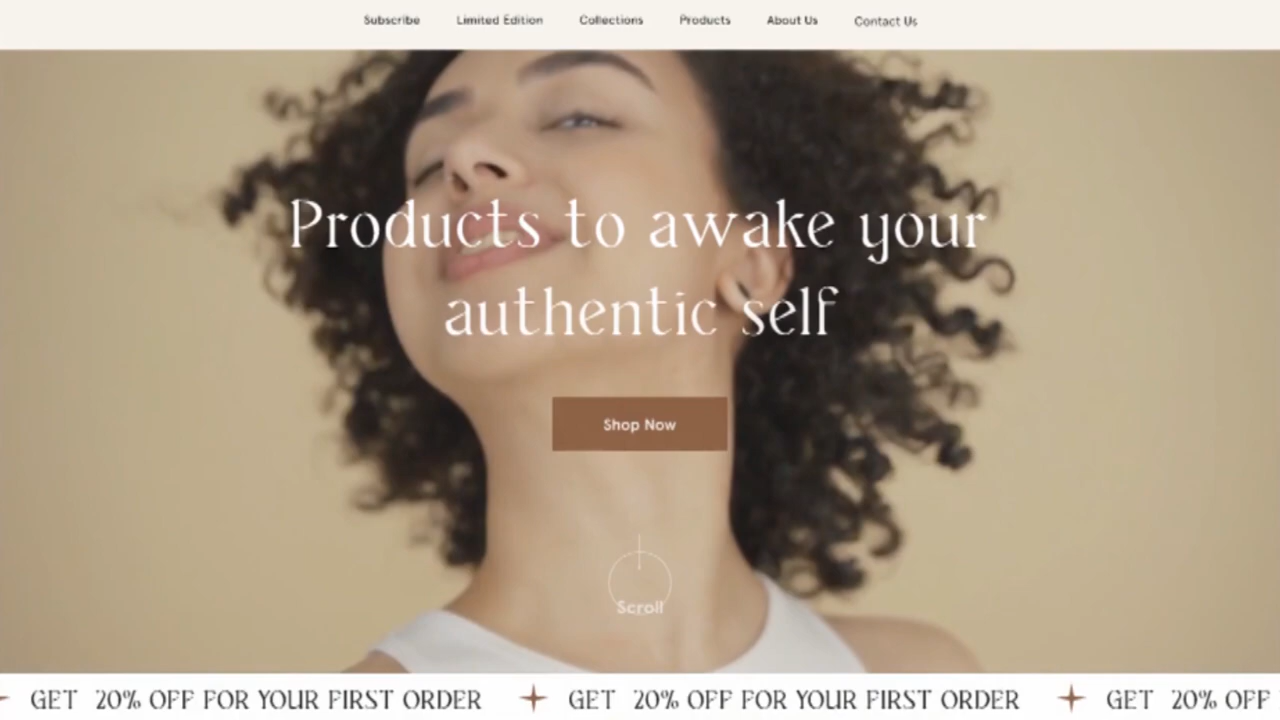 Subscribe Limited Edition Collections Products About Us Contact Us
Products to awake your
authentic self
Shop Now
Scroll
GET 20% OFF FOR YOUR FIRST ORDER GET 20% OFF FOR YOUR FIRST ORDER GET 20% OFF